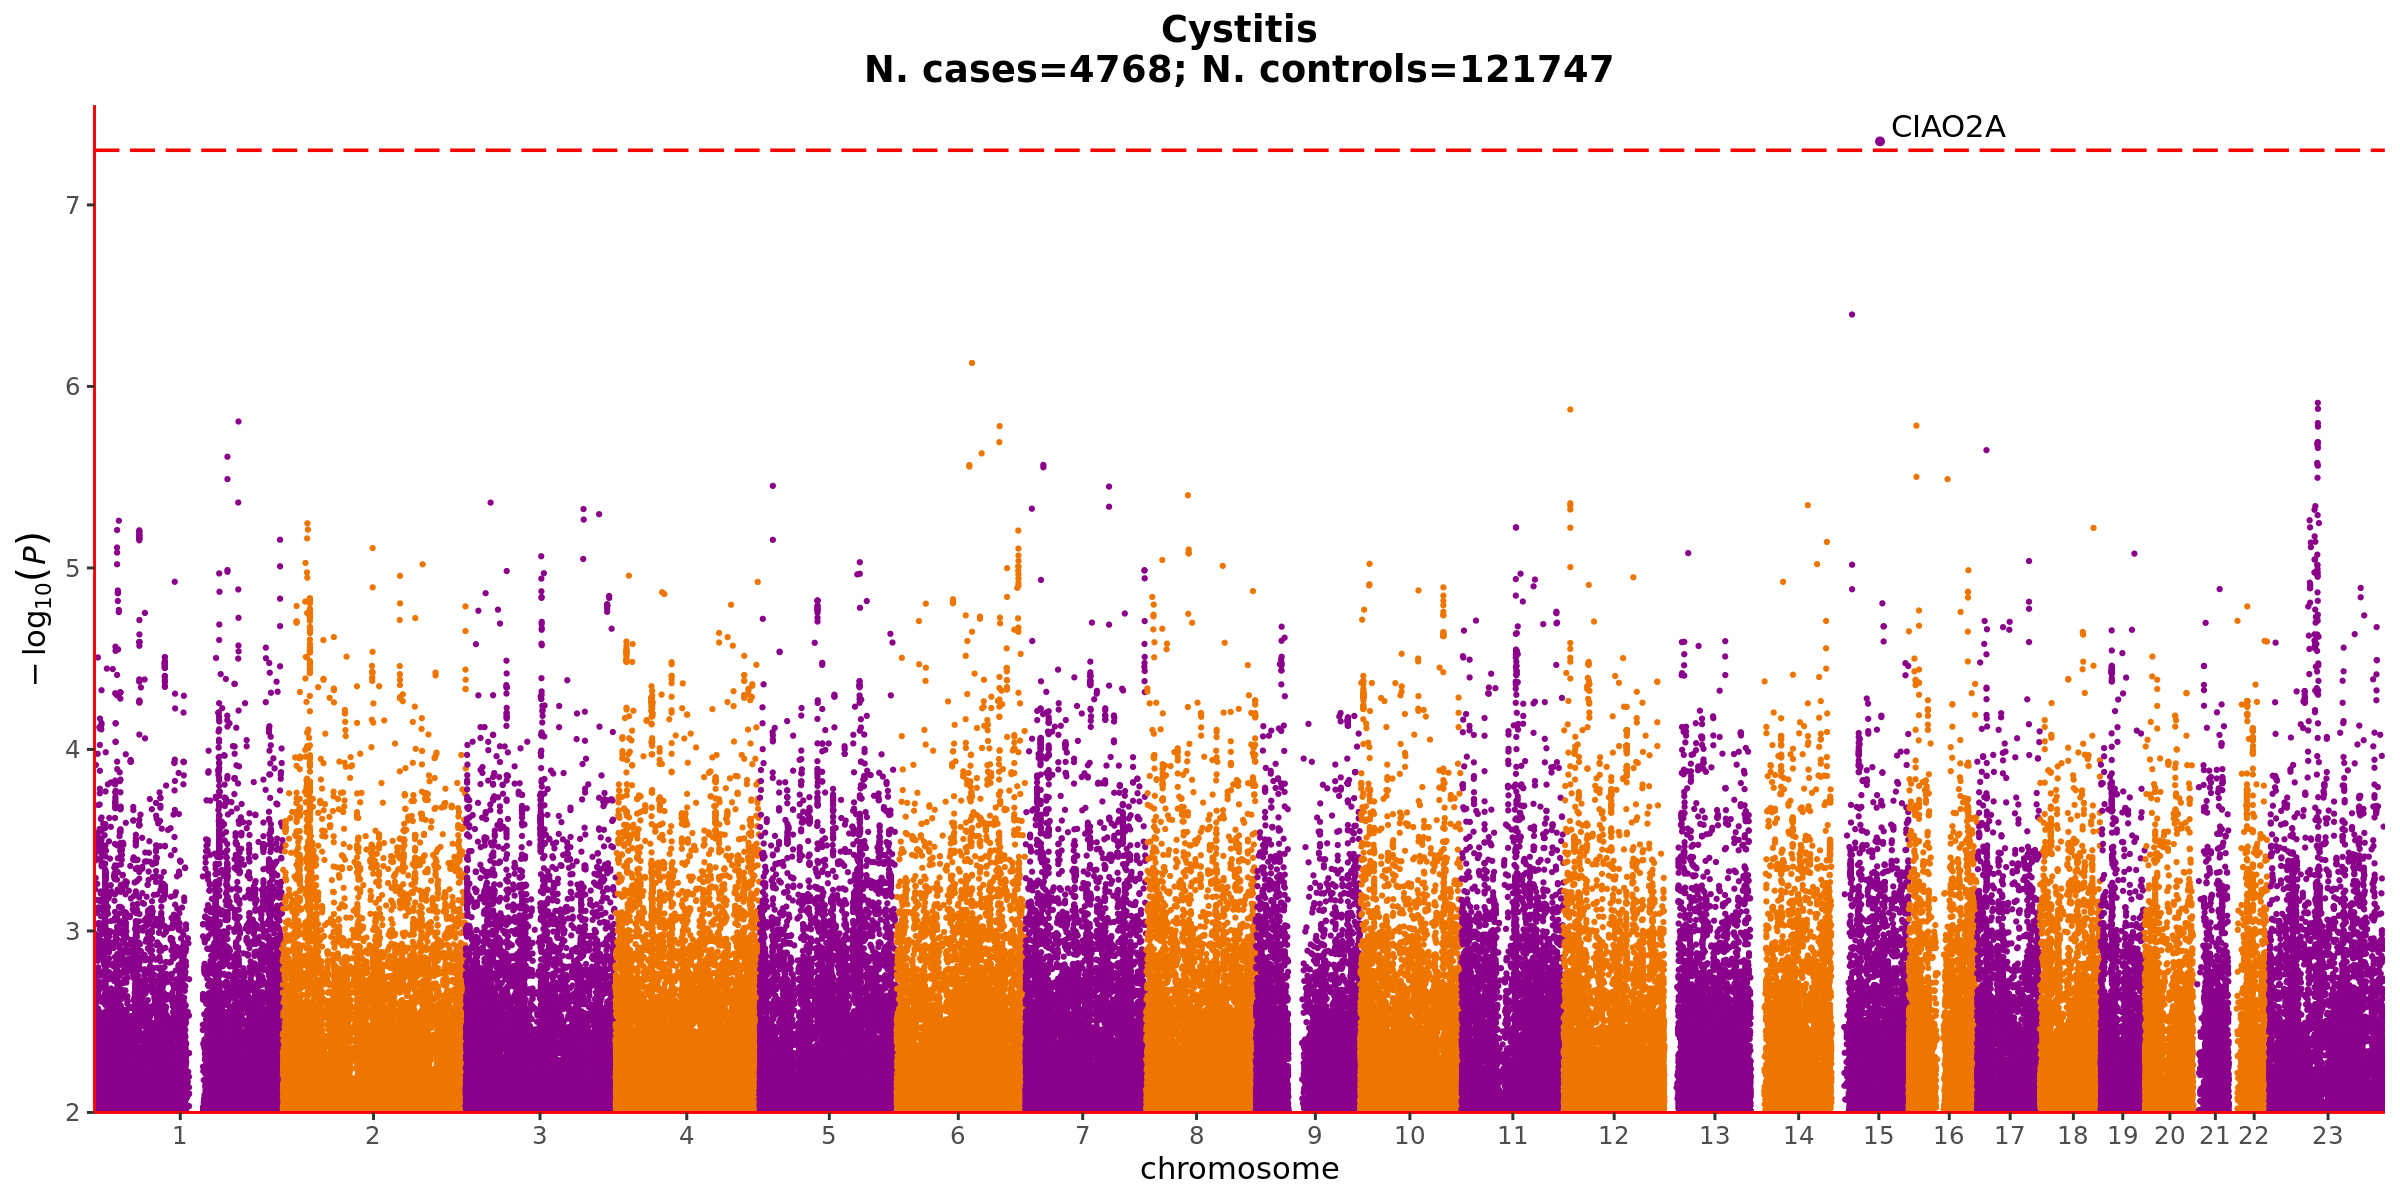 Cystitis
N. cases=4768; N. controls=121747
CIAO2A
7
6
5
4
3
2
− log10(P)
1 2 3 4 5 6 7 8 9 10 11 12 13 14 15 16 17 18 19 20 21 22 23
chromosome